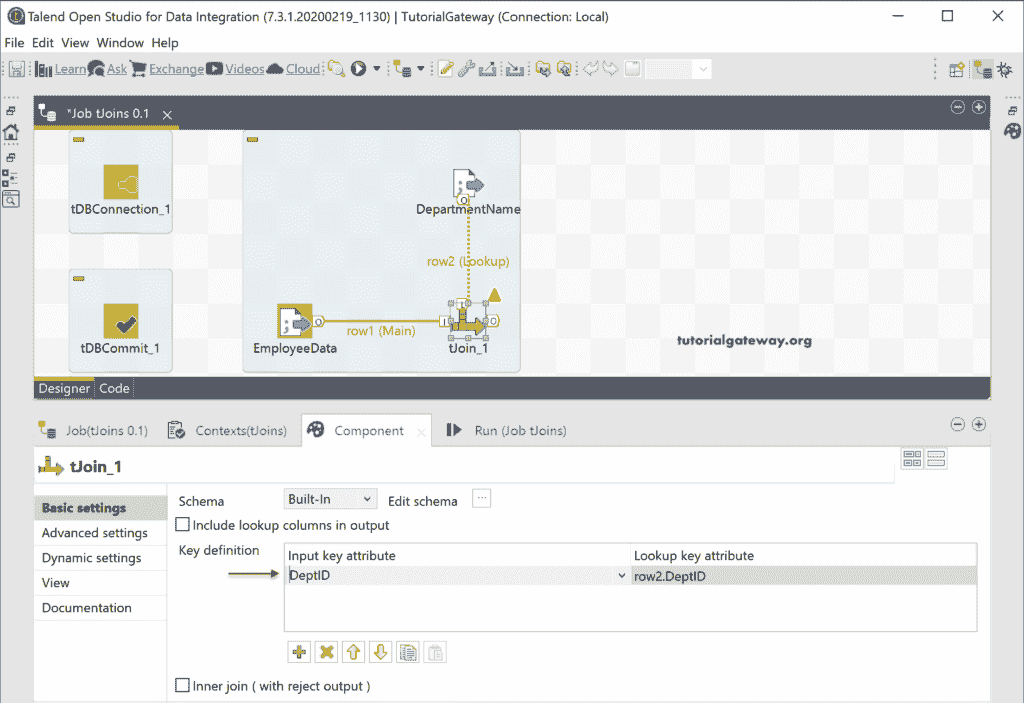 Talend Open Studio for Data Integration (7.3.1.20200219_1130) | TutorialGateway (Connection: Local)
File Edit View Window Help
Learn Ask Exchange Videos Cloud
*Job tJoins 0.1
tDBConnection_1
DepartmentName
row2 (Lookup)
row1 (Main)
tDBCommit_1
EmployeeData
tJoin_1
tutorialgateway.org
Designer Code
Job(tJoins 0.1) Contexts(tJoins) Component Run (Job tJoins)
tJoin_1
Basic settings
Advanced settings
Dynamic settings
View
Documentation
Schema Built-In Edit schema ...
Include lookup columns in output
Key definition
Input key attribute Lookup key attribute
DeptID row2.DeptID
Inner join ( with reject output )